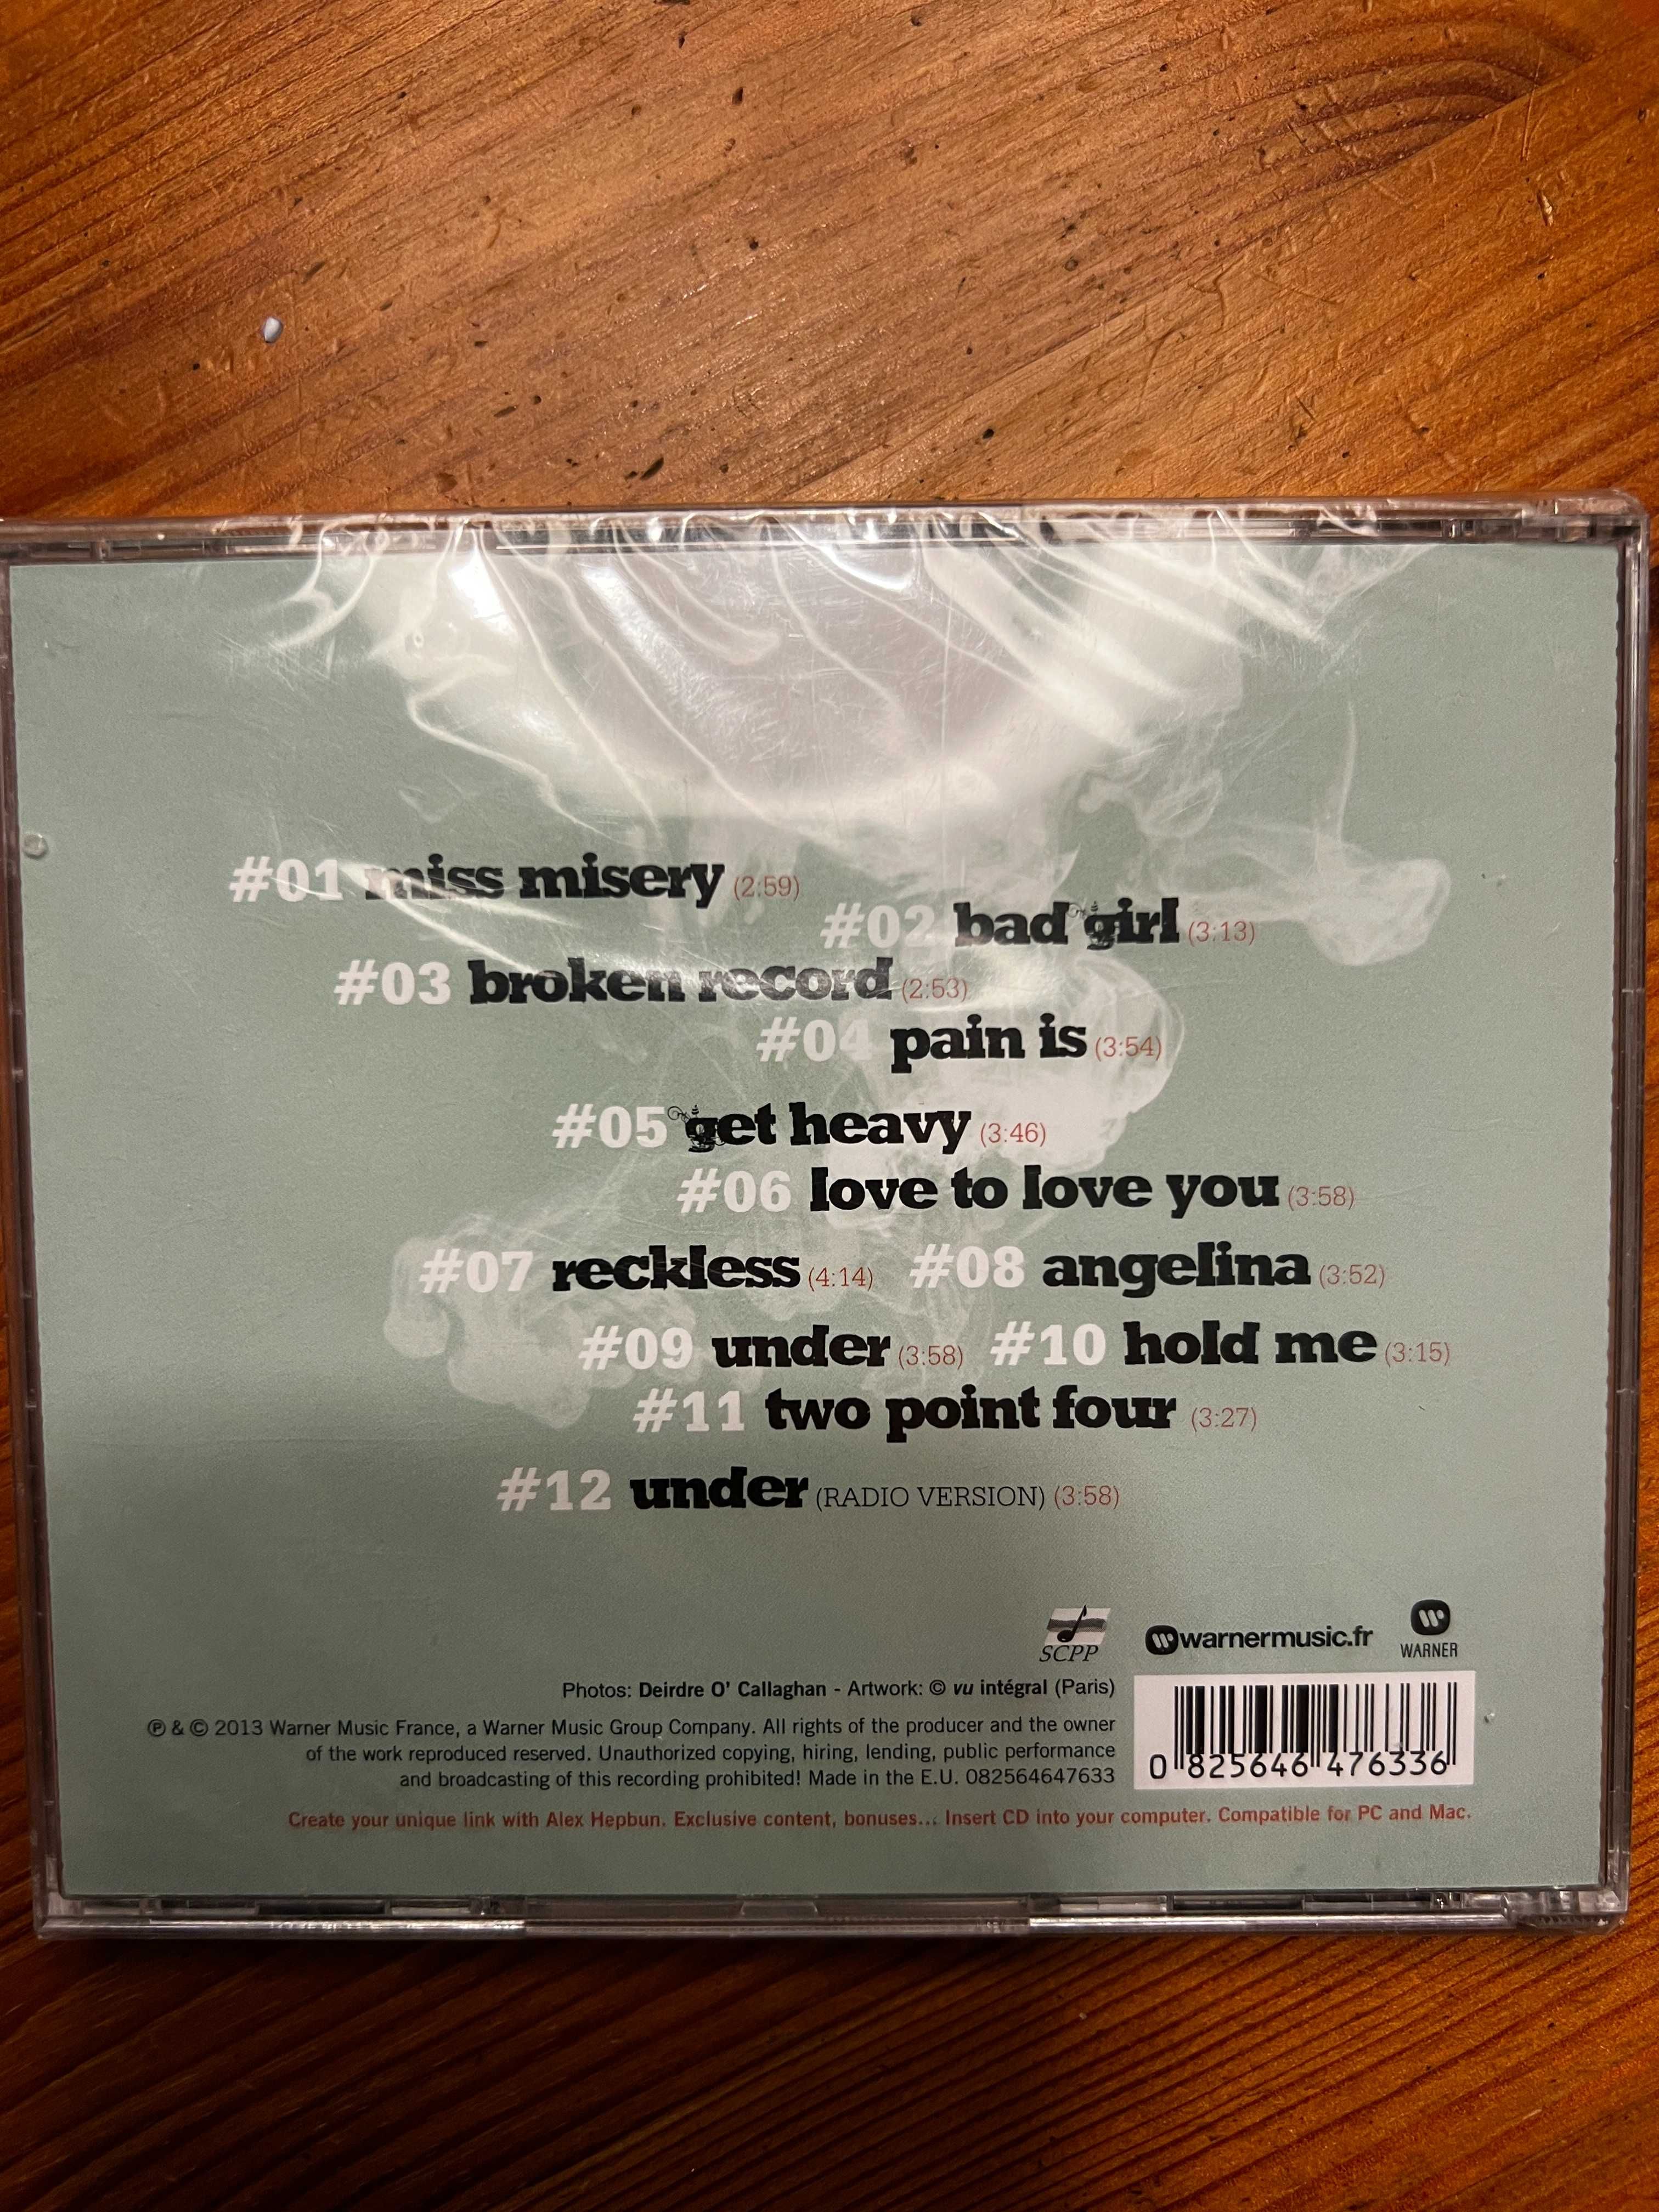 #01 miss misery (2:59)
#02 bad girl (3:13)
#03 broken record (2:53)
#04 pain is (3:54)
#05 get heavy (3:46)
#06 love to love you (3:58)
#07 reckless (4:14) #08 angelina (3:52)
#09 under (3:58) #10 hold me (3:15)
#11 two point four (3:27)
#12 under (RADIO VERSION) (3:58)
SCPP warnermusic.fr WARNER
Photos: Deirdre O' Callaghan - Artwork: © vu intégral (Paris)
℗ & © 2013 Warner Music France, a Warner Music Group Company. All rights of the producer and the owner
of the work reproduced reserved. Unauthorized copying, hiring, lending, public performance
and broadcasting of this recording prohibited! Made in the E.U. 082564647633
0 825646 476336
Create your unique link with Alex Hepbun. Exclusive content, bonuses... Insert CD into your computer. Compatible for PC and Mac.